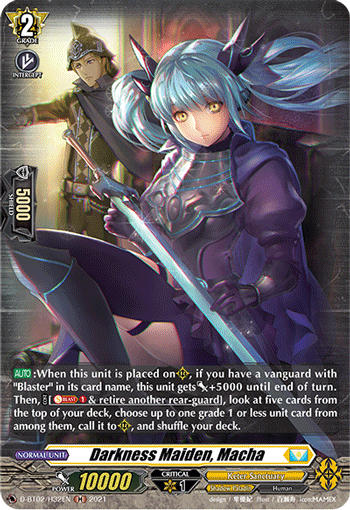 2
GRADE
INTERCEPT
5000
SHIELD
AUTO:When this unit is placed on R, if you have a vanguard with
"Blaster" in its card name, this unit gets +5000 until end of turn.
Then, [COST BLAST 1 & retire another rear-guard], look at five cards from
the top of your deck, choose up to one grade 1 or less unit card from
among them, call it to R, and shuffle your deck.
NORMAL UNIT
Darkness Maiden, Macha
POWER 10000 CRITICAL 1
Keter Sanctuary
Shadow Paladin Human
D-BT02/H32EN H 2021